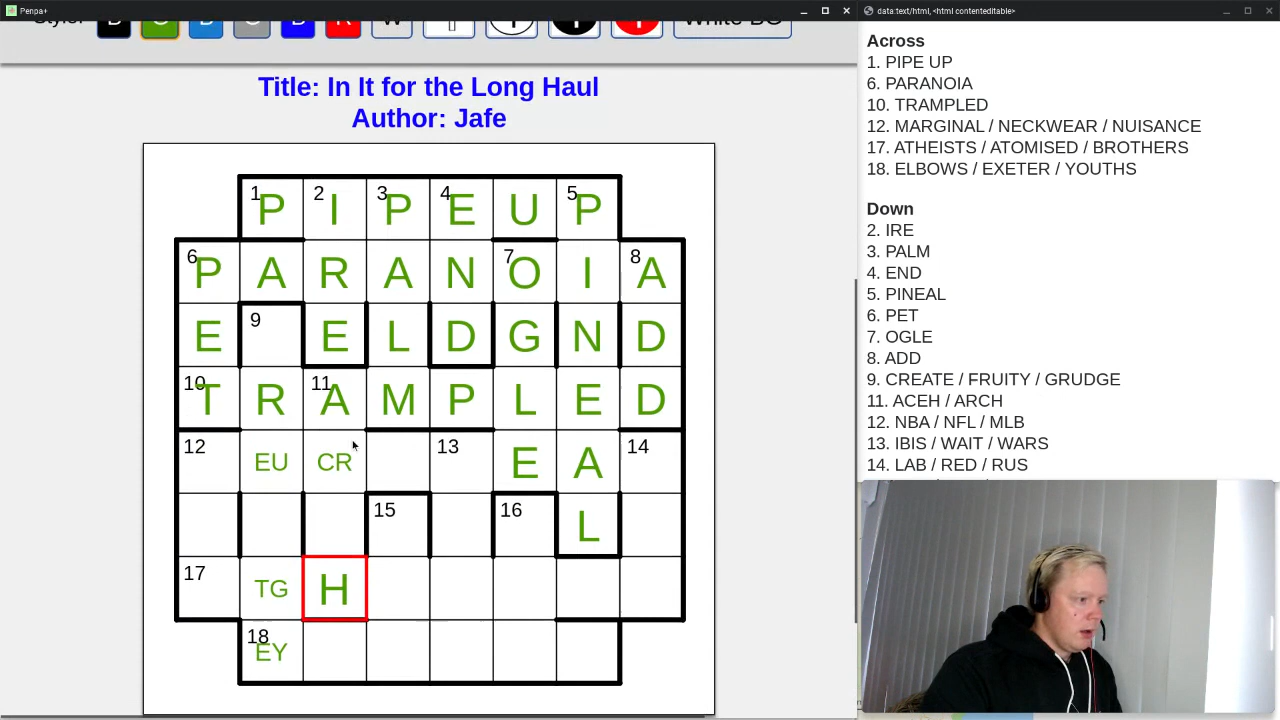 Penpa+
data:text/html, <html contenteditable>
White BG
Title: In It for the Long Haul
Author: Jafe
1 P 2 I 3 P 4 E U 5 P
6 P A R A N 7 O I 8 A
E 9 E L D G N D
10 T R 11 A M P L E D
12 EU CR 13 E A 14
15 16 L
17 TG H
18 EY
Across
1. PIPE UP
6. PARANOIA
10. TRAMPLED
12. MARGINAL / NECKWEAR / NUISANCE
17. ATHEISTS / ATOMISED / BROTHERS
18. ELBOWS / EXETER / YOUTHS
Down
2. IRE
3. PALM
4. END
5. PINEAL
6. PET
7. OGLE
8. ADD
9. CREATE / FRUITY / GRUDGE
11. ACEH / ARCH
12. NBA / NFL / MLB
13. IBIS / WAIT / WARS
14. LAB / RED / RUS